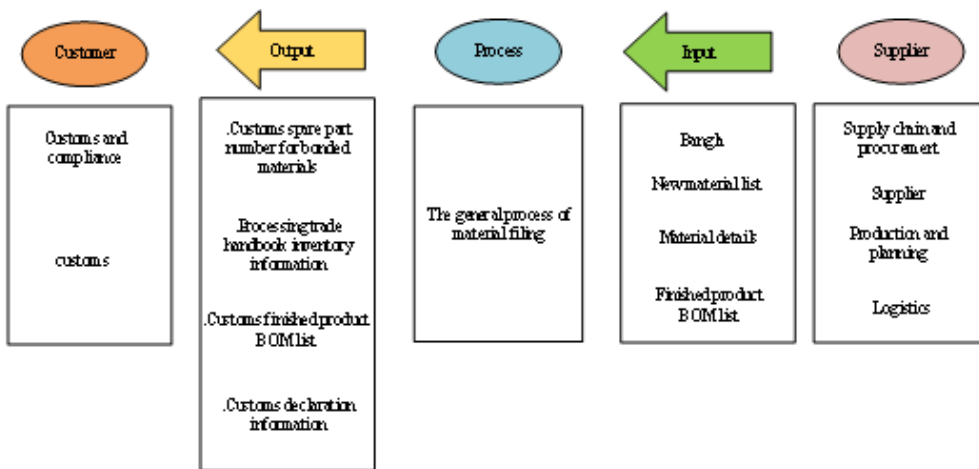 Customer
Output
Process
Input
Supplier
Customs and
compliance
customs
.Customs spare part
number for bonded
materials
.Processing trade
handbook inventory
information
.Customs finished product
BOM list
.Customs declaration
information
The general process of
material filing
Bangli
New material list
Material details
Finished product
BOM list
Supply chain and
procurement
Supplier
Production and
planning
Logistics